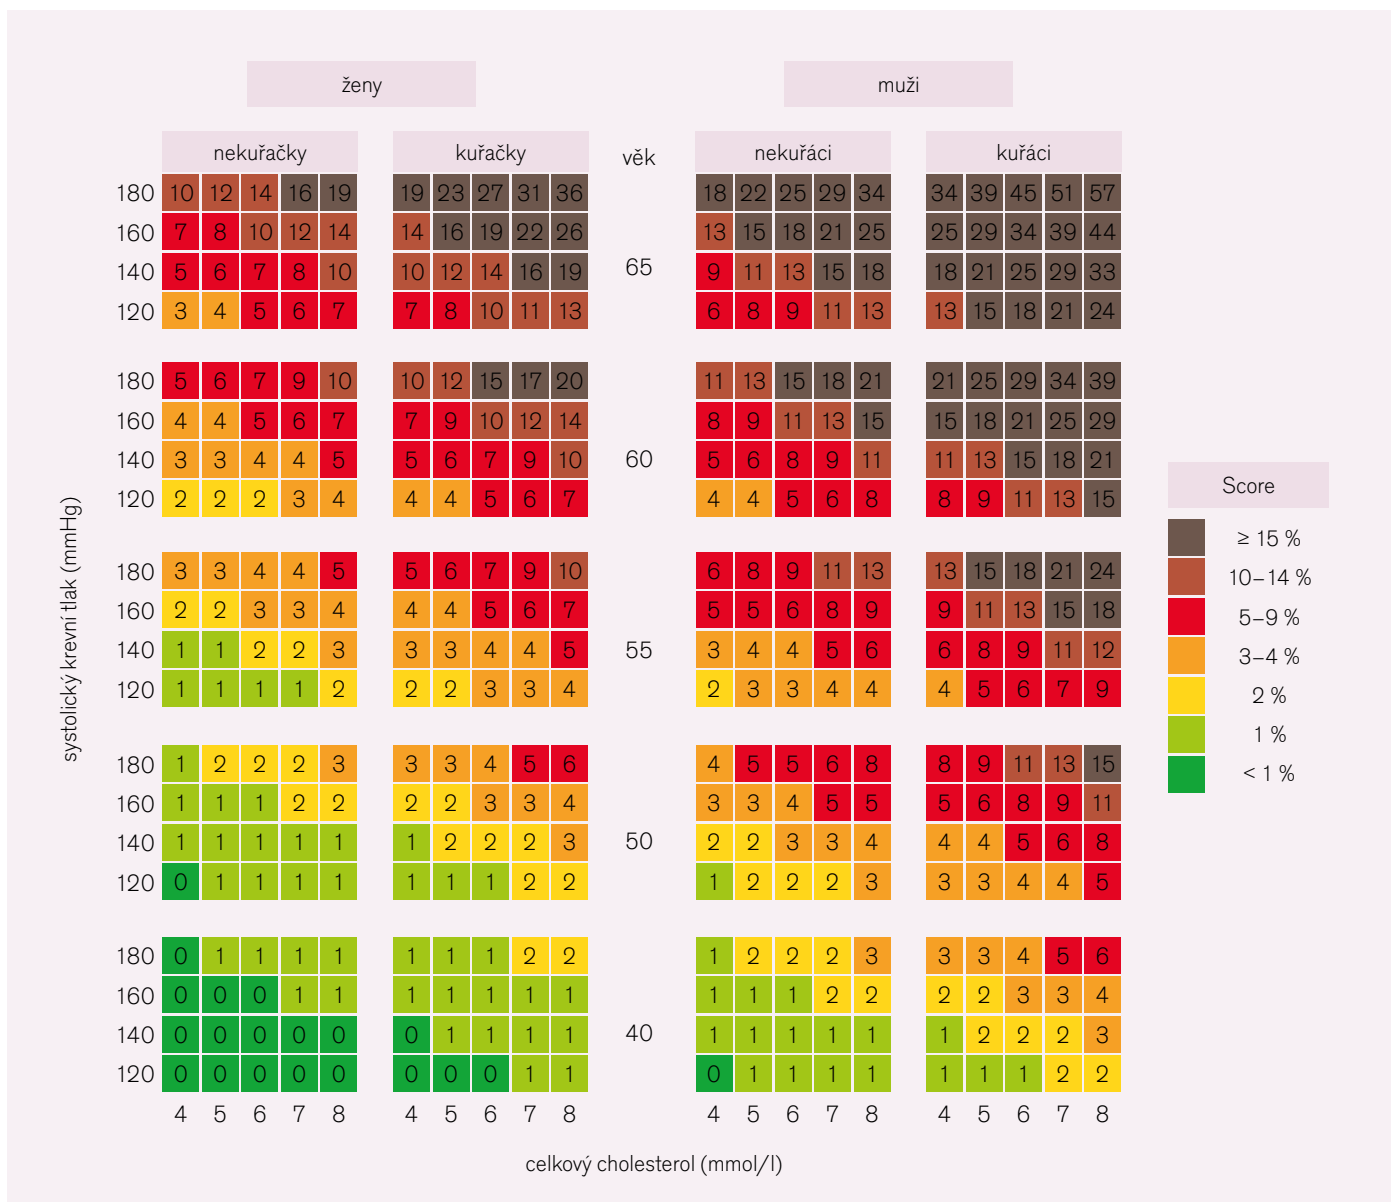 ženy muži
nekuřačky kuřačky věk nekuřáci kuřáci
180 10 12 14 16 19 19 23 27 31 36 18 22 25 29 34 34 39 45 51 57
160 7 8 10 12 14 14 16 19 22 26 13 15 18 21 25 25 29 34 39 44
65
140 5 6 7 8 10 10 12 14 16 19 9 11 13 15 18 18 21 25 29 33
120 3 4 5 6 7 7 8 10 11 13 6 8 9 11 13 13 15 18 21 24
180 5 6 7 9 10 10 12 15 17 20 11 13 15 18 21 21 25 29 34 39
160 4 4 5 6 7 7 9 10 12 14 8 9 11 13 15 15 18 21 25 29
140 3 3 4 4 5 5 6 7 9 10 60 5 6 8 9 11 11 13 15 18 21
120 2 2 2 3 4 4 4 5 6 7 4 4 5 6 8 8 9 11 13 15
180 3 3 4 4 5 5 6 7 9 10 6 8 9 11 13 13 15 18 21 24
160 2 2 3 3 4 4 4 5 6 7 5 5 6 8 9 9 11 13 15 18
140 1 1 2 2 3 3 3 4 4 5 55 3 4 4 5 6 6 8 9 11 12
120 1 1 1 1 2 2 2 3 3 4 2 3 3 4 4 4 5 6 7 9
180 1 2 2 2 3 3 3 4 5 6 4 5 5 6 8 8 9 11 13 15
160 1 1 1 2 2 2 2 3 3 4 3 3 4 5 5 5 6 8 9 11
140 1 1 1 1 1 1 2 2 2 3 50 2 2 3 3 4 4 4 5 6 8
120 0 1 1 1 1 1 1 1 2 2 1 2 2 2 3 3 3 4 4 5
180 0 1 1 1 1 1 1 1 2 2 1 2 2 2 3 3 3 4 5 6
160 0 0 0 1 1 1 1 1 1 1 1 1 1 2 2 2 2 3 3 4
140 0 0 0 0 0 0 1 1 1 1 40 1 1 1 1 1 1 2 2 2 3
120 0 0 0 0 0 0 0 0 1 1 0 1 1 1 1 1 1 1 2 2
4 5 6 7 8 4 5 6 7 8 4 5 6 7 8 4 5 6 7 8
celkový cholesterol (mmol/l)
systolický krevní tlak (mmHg)
Score
≥ 15 %
10–14 %
5–9 %
3–4 %
2 %
1 %
< 1 %